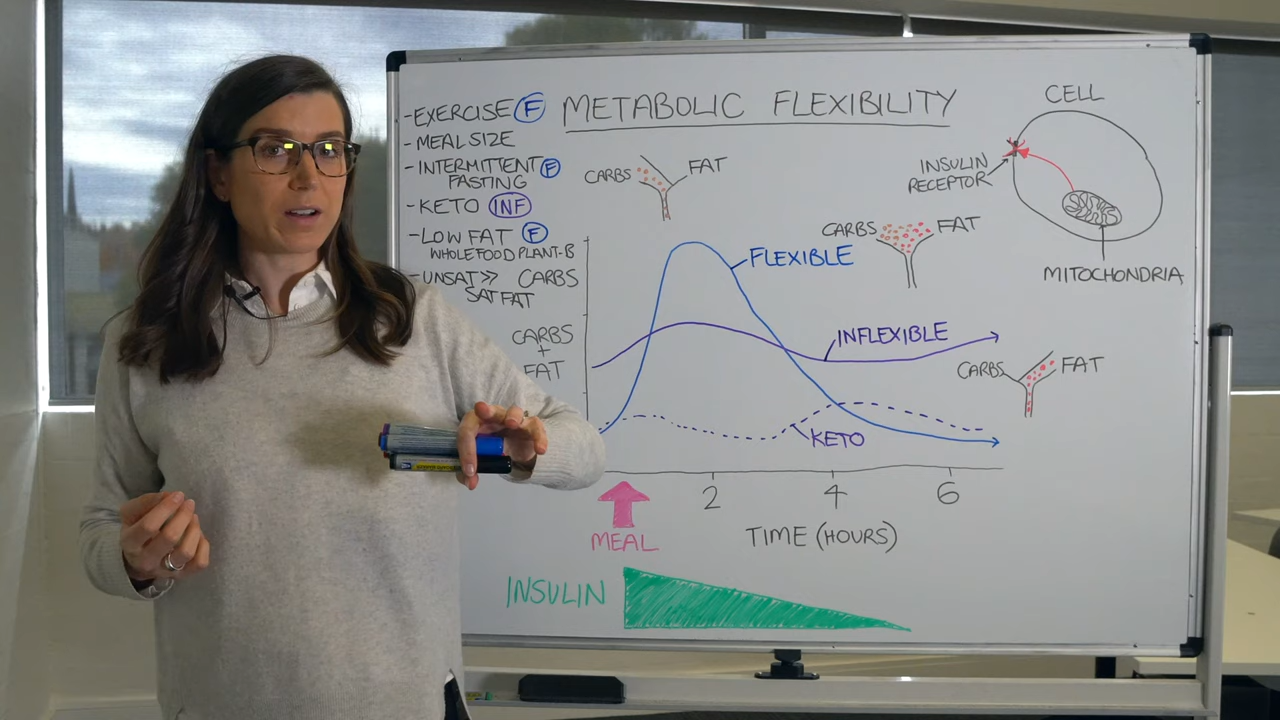 METABOLIC FLEXIBILITY
-EXERCISE F
-MEAL SIZE
-INTERMITTENT F
FASTING
-KETO INF
-LOW FAT F
WHOLEFOOD PLANT-B
-UNSAT >> CARBS
SAT FAT
CARBS FAT
CELL
INSULIN
RECEPTOR
MITOCHONDRIA
CARBS FAT
FLEXIBLE
INFLEXIBLE
CARBS
+
FAT
CARBS FAT
KETO
2 4 6
MEAL
TIME (HOURS)
INSULIN